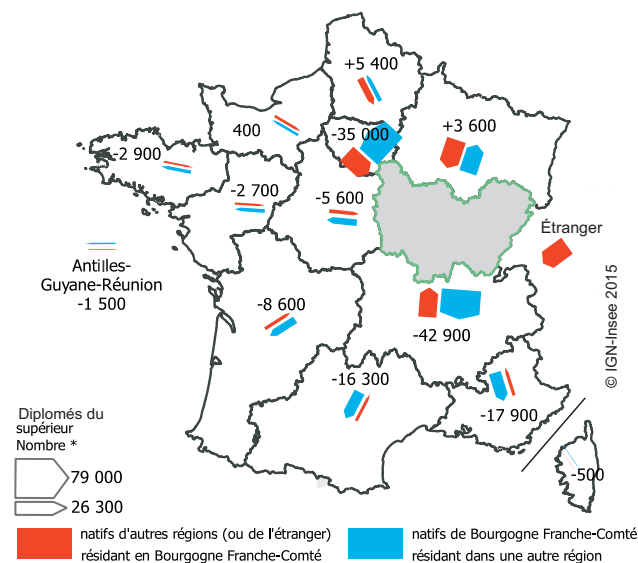 +5 400
+3 600
-35 000
400
-2 900
-2 700
-5 600
Étranger
Antilles-
Guyane-Réunion
-1 500
-8 600
-42 900
-16 300
-17 900
-500
© IGN-Insee 2015
Diplomés du
supérieur
Nombre *
79 000
26 300
natifs d'autres régions (ou de l'étranger)
résidant en Bourgogne Franche-Comté
natifs de Bourgogne Franche-Comté
résidant dans une autre région